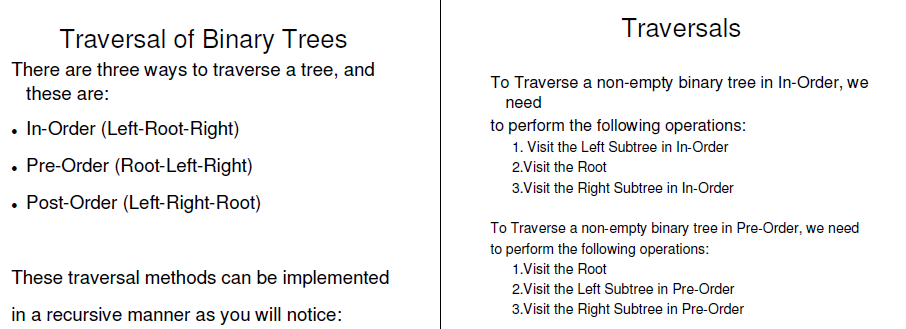 Traversal of Binary Trees
There are three ways to traverse a tree, and
these are:
• In-Order (Left-Root-Right)
• Pre-Order (Root-Left-Right)
• Post-Order (Left-Right-Root)
These traversal methods can be implemented
in a recursive manner as you will notice:
Traversals
To Traverse a non-empty binary tree in In-Order, we
need
to perform the following operations:
1. Visit the Left Subtree in In-Order
2.Visit the Root
3.Visit the Right Subtree in In-Order
To Traverse a non-empty binary tree in Pre-Order, we need
to perform the following operations:
1.Visit the Root
2.Visit the Left Subtree in Pre-Order
3.Visit the Right Subtree in Pre-Order